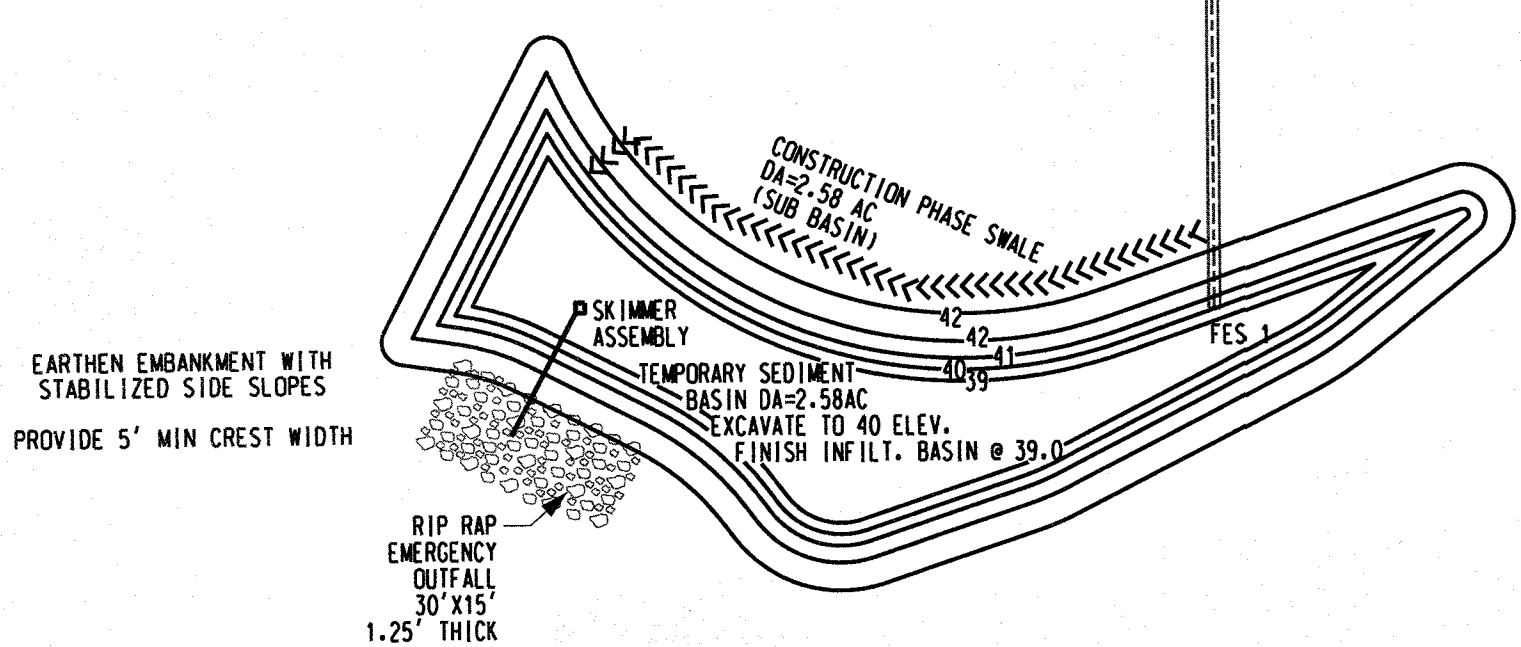 CONSTRUCTION PHASE SWALE
DA=2.58 AC
(SUB BASIN)
SKIMMER
ASSEMBLY
42
42
41
40
39
FES 1
EARTHEN EMBANKMENT WITH
STABILIZED SIDE SLOPES
PROVIDE 5' MIN CREST WIDTH
TEMPORARY SEDIMENT
BASIN DA=2.58AC
EXCAVATE TO 40 ELEV.
FINISH INFILT. BASIN @ 39.0
RIP RAP
EMERGENCY
OUTFALL
30'X15'
1.25' THICK